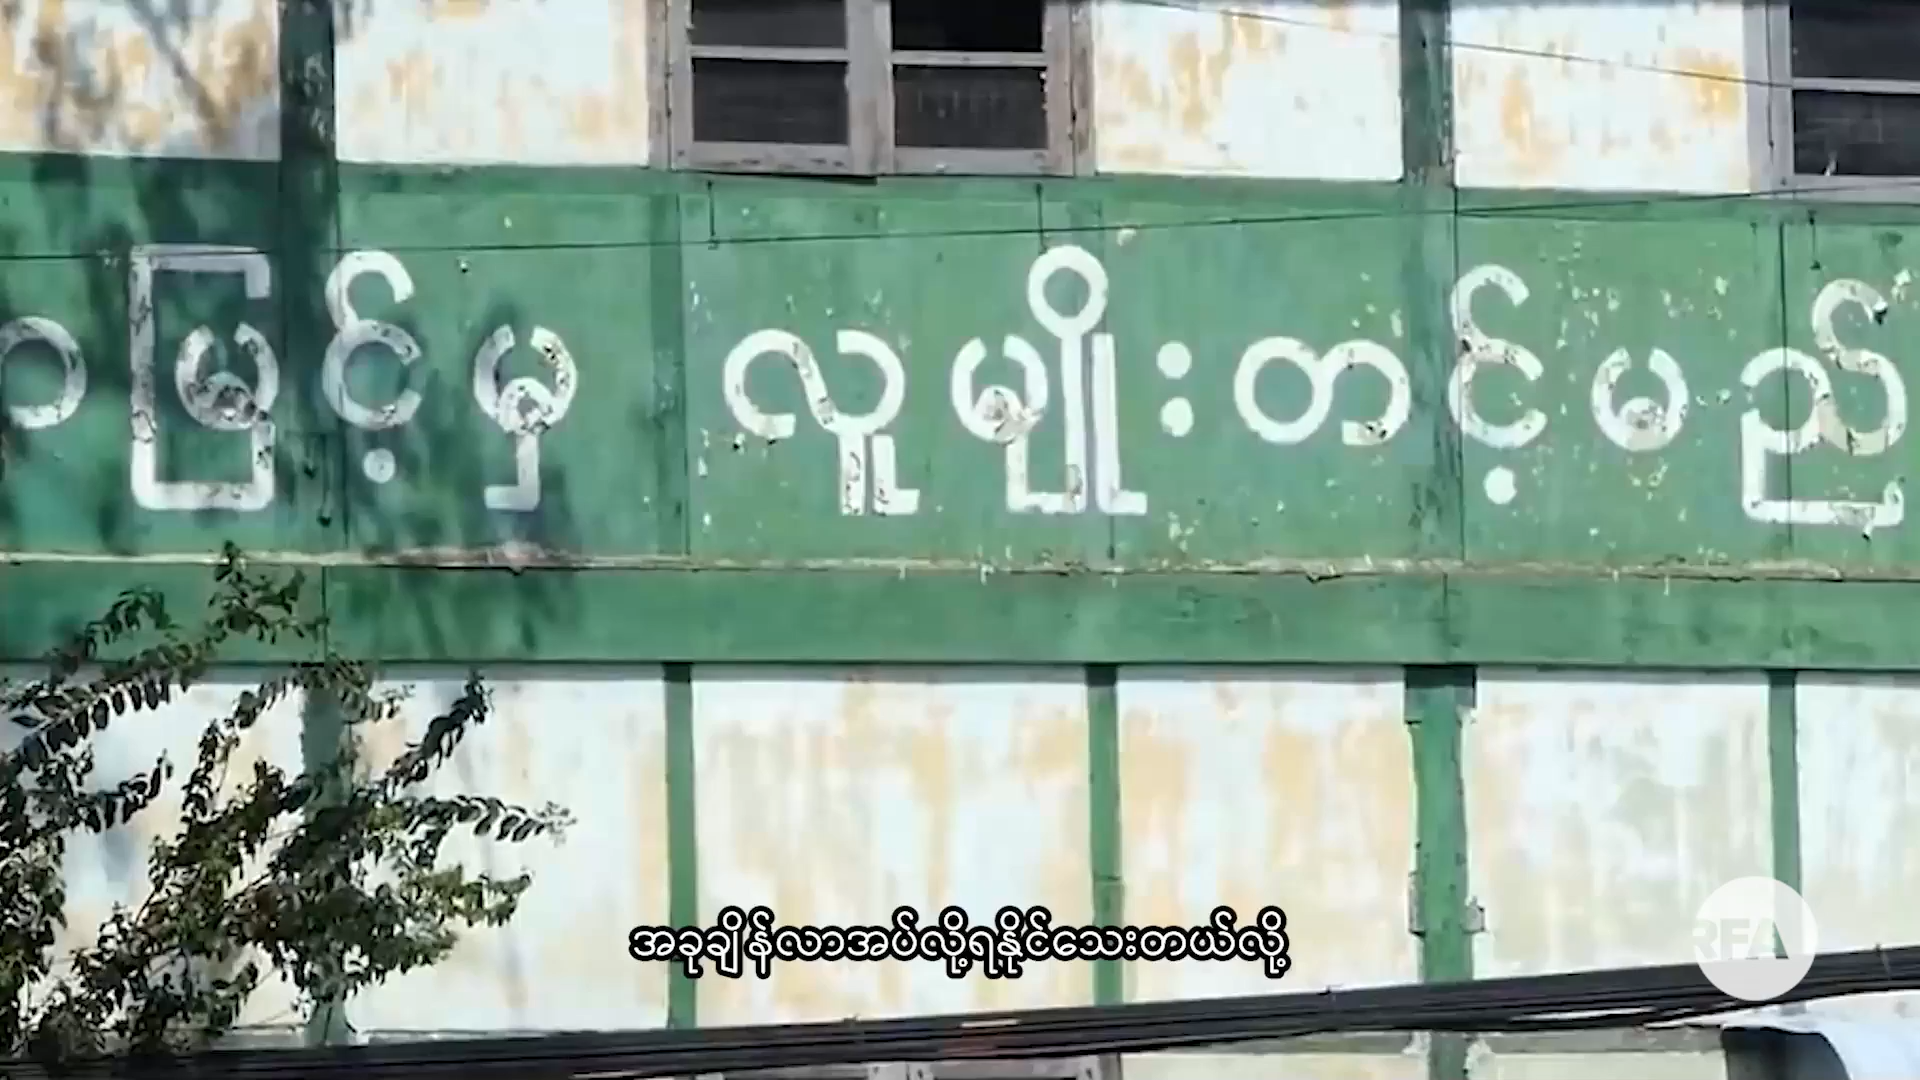 မြင့်မှ လူမျိုးတင့်မည်
အခုချိန်လာအပ်လို့ရနိုင်သေးတယ်လို့
RFA